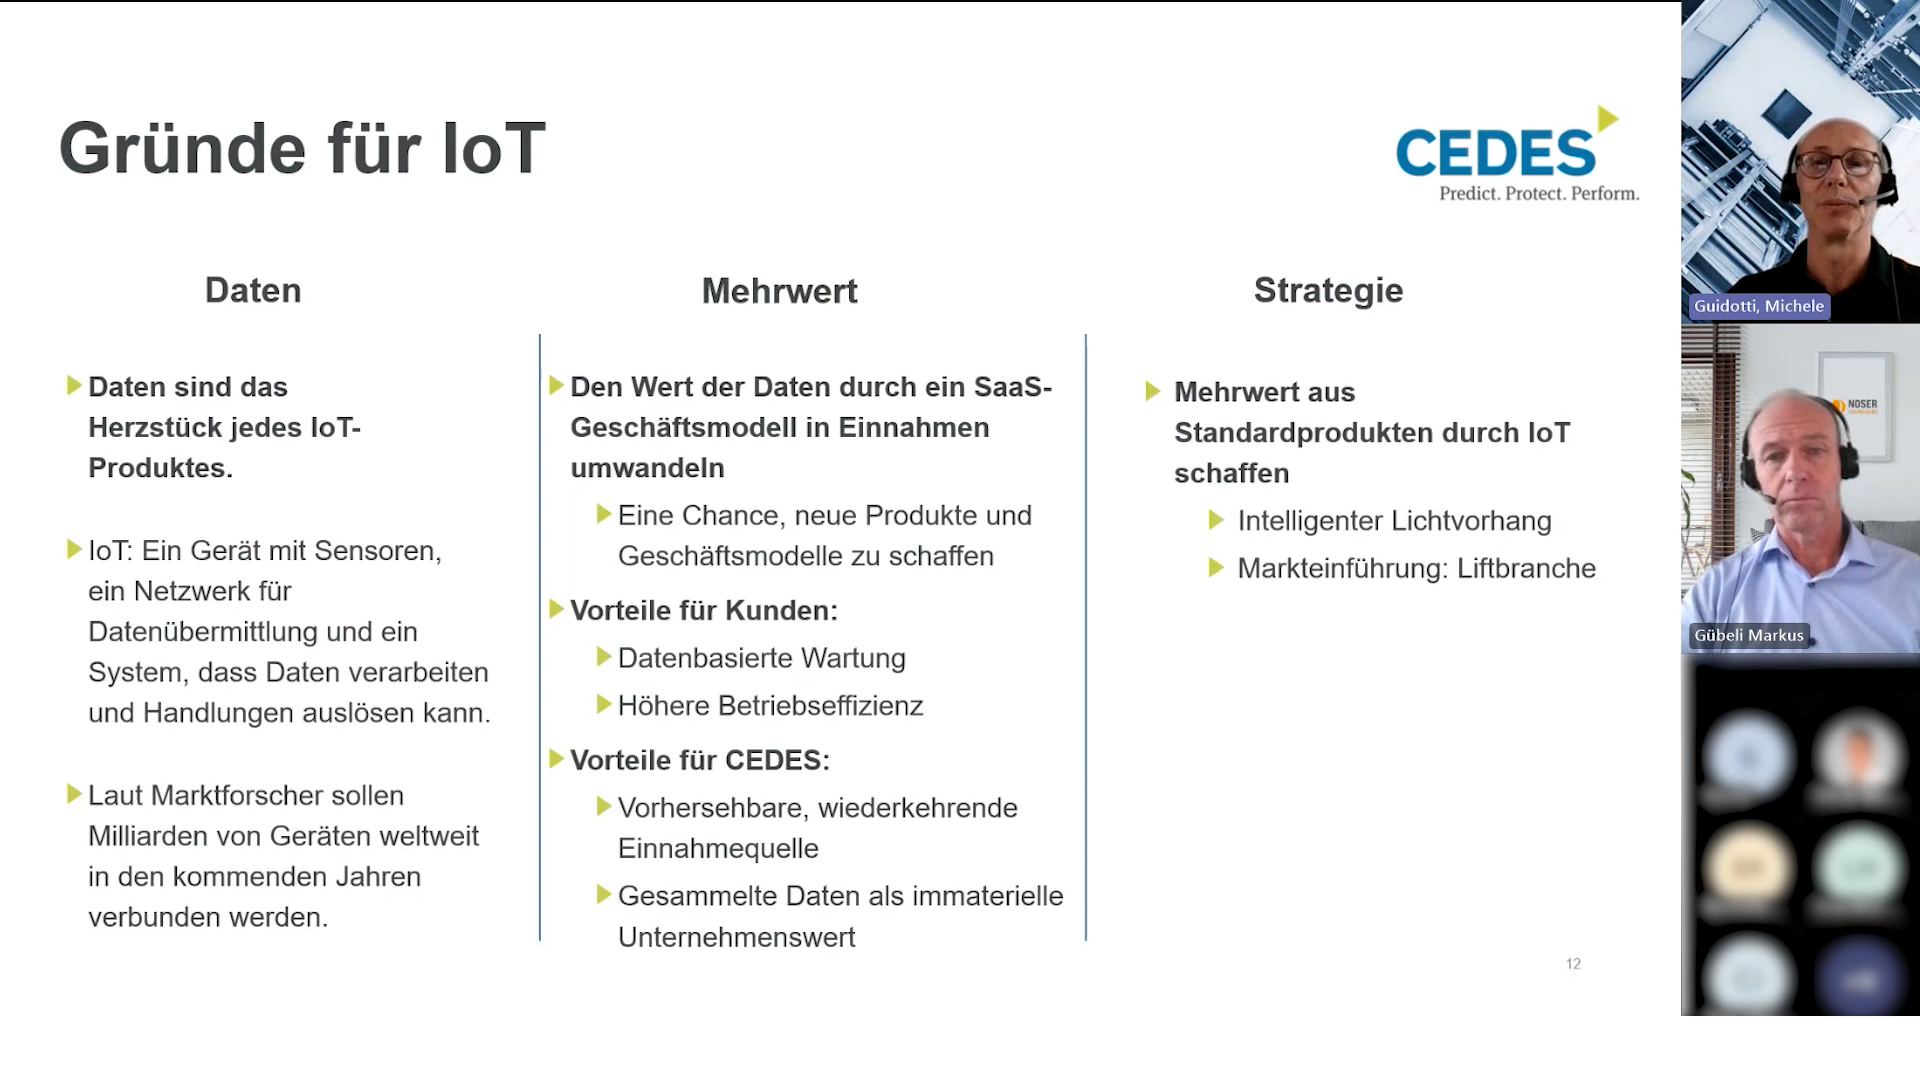 Gründe für IoT
CEDES
Predict. Protect. Perform.
Daten
Daten sind das
Herzstück jedes IoT-
Produktes.
IoT: Ein Gerät mit Sensoren,
ein Netzwerk für
Datenübermittlung und ein
System, dass Daten verarbeiten
und Handlungen auslösen kann.
Laut Marktforscher sollen
Milliarden von Geräten weltweit
in den kommenden Jahren
verbunden werden.
Mehrwert
Den Wert der Daten durch ein SaaS-
Geschäftsmodell in Einnahmen
umwandeln
Eine Chance, neue Produkte und
Geschäftsmodelle zu schaffen
Vorteile für Kunden:
Datenbasierte Wartung
Höhere Betriebseffizienz
Vorteile für CEDES:
Vorhersehbare, wiederkehrende
Einnahmequelle
Gesammelte Daten als immaterielle
Unternehmenswert
Strategie
Mehrwert aus
Standardprodukten durch IoT
schaffen
Intelligenter Lichtvorhang
Markteinführung: Liftbranche
12
Guidotti, Michele
NOSER
Gübeli Markus